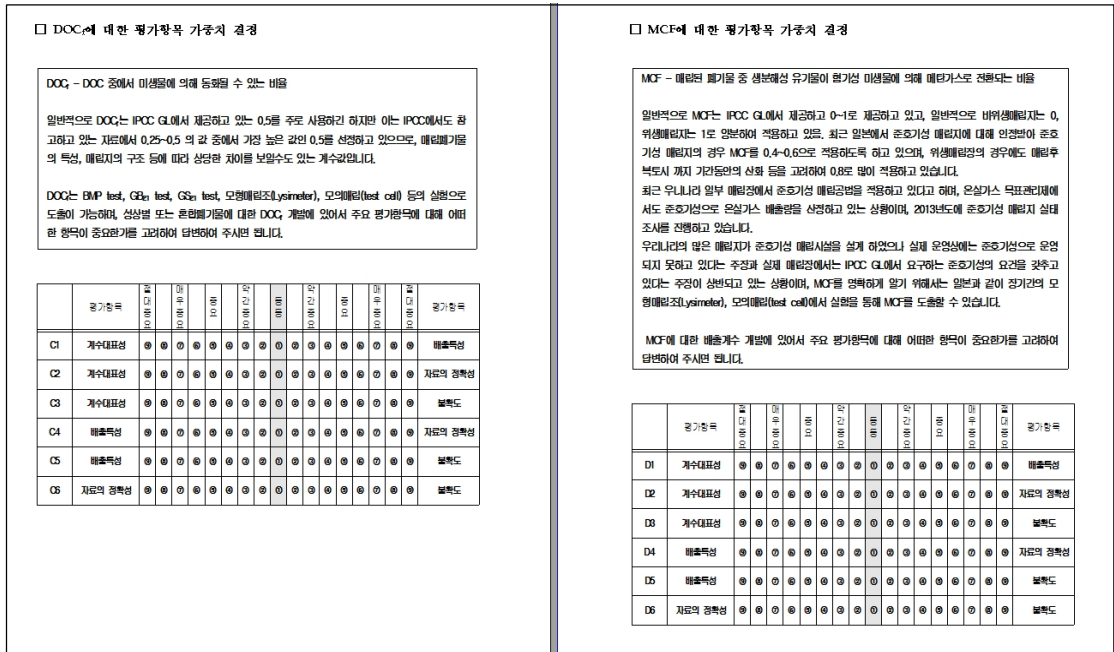 □ DOCf에 대한 평가항목 가중치 결정
DOCf - DOC 중에서 미생물에 의해 동화될 수 있는 비율
일반적으로 DOCf는 IPCC GL에서 제공하고 있는 0.5를 주로 사용하긴 하지만 이는 IPCC에서도 참
고하고 있는 자료에서 0.25~0.5 의 값 중에서 가장 높은 값인 0.5를 선정하고 있으므로, 매립폐기물
의 특성, 매립지의 구조 등에 따라 상당한 차이를 보일수도 있는 계수값입니다.
DOCf는 BMP test, GB21 test, GS21 test, 모형매립조(Lysimeter), 모의매립(test cell) 등의 실험으로
도출이 가능하며, 성상별 또는 혼합폐기물에 대한 DOCf 개발에 있어서 주요 평가항목에 대해 어떠
한 항목이 중요한가를 고려하여 답변하여 주시면 됩니다.
평가항목 절대중요 매우중요 중요 약간중요 동등 약간중요 중요 매우중요 절대중요 평가항목
C1 계수대표성 ⑨ ⑧ ⑦ ⑥ ⑤ ④ ③ ② ① ② ③ ④ ⑤ ⑥ ⑦ ⑧ ⑨ 배출특성
C2 계수대표성 ⑨ ⑧ ⑦ ⑥ ⑤ ④ ③ ② ① ② ③ ④ ⑤ ⑥ ⑦ ⑧ ⑨ 자료의 정확성
C3 계수대표성 ⑨ ⑧ ⑦ ⑥ ⑤ ④ ③ ② ① ② ③ ④ ⑤ ⑥ ⑦ ⑧ ⑨ 불확도
C4 배출특성 ⑨ ⑧ ⑦ ⑥ ⑤ ④ ③ ② ① ② ③ ④ ⑤ ⑥ ⑦ ⑧ ⑨ 자료의 정확성
C5 배출특성 ⑨ ⑧ ⑦ ⑥ ⑤ ④ ③ ② ① ② ③ ④ ⑤ ⑥ ⑦ ⑧ ⑨ 불확도
C6 자료의 정확성 ⑨ ⑧ ⑦ ⑥ ⑤ ④ ③ ② ① ② ③ ④ ⑤ ⑥ ⑦ ⑧ ⑨ 불확도
□ MCF에 대한 평가항목 가중치 결정
MCF - 매립된 폐기물 중 생분해성 유기물이 혐기성 미생물에 의해 메탄가스로 전환되는 비율
일반적으로 MCF는 IPCC GL에서 제공하고 0~1로 제공하고 있고, 일반적으로 비위생매립지는 0,
위생매립지는 1로 양분하여 적용하고 있음. 최근 일본에서 준호기성 매립지에 대해 인정받아 준호
기성 매립지의 경우 MCF를 0.4~0.6으로 적용하도록 하고 있으며, 위생매립장의 경우에도 매립후
복토시 까지 기간동안의 산화 등을 고려하여 0.8로 많이 적용하고 있습니다.
최근 우니나라 일부 매립장에서 준호기성 매립공법을 적용하고 있다고 하며, 온실가스 목표관리제에
서도 준호기성으로 온실가스 배출량을 산정하고 있는 상황이며, 2013년도에 준호기성 매립지 실태
조사를 진행하고 있습니다.
우리나라의 많은 매립지가 준호기성 매립시설을 설계 하였으나 실제 운영상에는 준호기성으로 운영
되지 못하고 있다는 주장과 실제 매립장에서는 IPCC GL에서 요구하는 준호기성의 요건을 갖추고
있다는 주장이 상반되고 있는 상황이며, MCF를 명확하게 알기 위해서는 일본과 같이 장기간의 모
형매립조(Lysimeter), 모의매립(test cell)에서 실험을 통해 MCF를 도출할 수 있습니다.
MCF에 대한 배출계수 개발에 있어서 주요 평가항목에 대해 어떠한 항목이 중요한가를 고려하여
답변하여 주시면 됩니다.
평가항목 절대중요 매우중요 중요 약간중요 동등 약간중요 중요 매우중요 절대중요 평가항목
D1 계수대표성 ⑨ ⑧ ⑦ ⑥ ⑤ ④ ③ ② ① ② ③ ④ ⑤ ⑥ ⑦ ⑧ ⑨ 배출특성
D2 계수대표성 ⑨ ⑧ ⑦ ⑥ ⑤ ④ ③ ② ① ② ③ ④ ⑤ ⑥ ⑦ ⑧ ⑨ 자료의 정확성
D3 계수대표성 ⑨ ⑧ ⑦ ⑥ ⑤ ④ ③ ② ① ② ③ ④ ⑤ ⑥ ⑦ ⑧ ⑨ 불확도
D4 배출특성 ⑨ ⑧ ⑦ ⑥ ⑤ ④ ③ ② ① ② ③ ④ ⑤ ⑥ ⑦ ⑧ ⑨ 자료의 정확성
D5 배출특성 ⑨ ⑧ ⑦ ⑥ ⑤ ④ ③ ② ① ② ③ ④ ⑤ ⑥ ⑦ ⑧ ⑨ 불확도
D6 자료의 정확성 ⑨ ⑧ ⑦ ⑥ ⑤ ④ ③ ② ① ② ③ ④ ⑤ ⑥ ⑦ ⑧ ⑨ 불확도